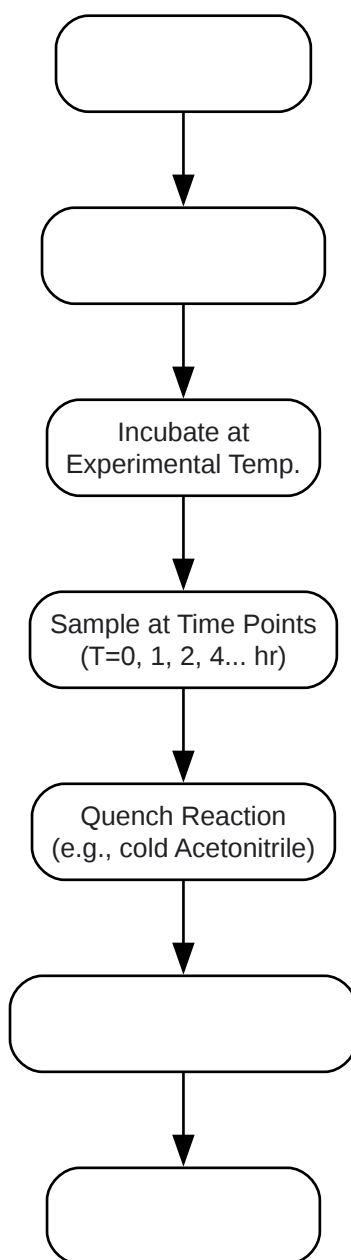 Incubate at
Experimental Temp.
Sample at Time Points
(T=0, 1, 2, 4... hr)
Quench Reaction
(e.g., cold Acetonitrile)